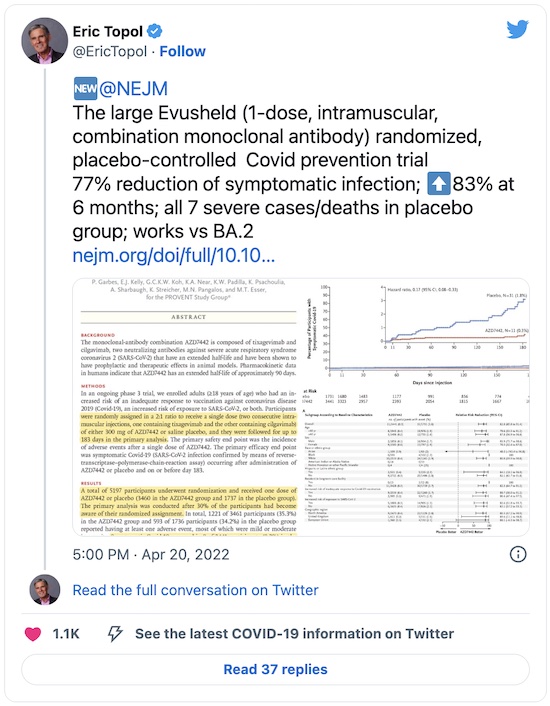 Eric Topol
@EricTopol · Follow
NEW @NEJM
The large Evusheld (1-dose, intramuscular,
combination monoclonal antibody) randomized,
placebo-controlled Covid prevention trial
77% reduction of symptomatic infection; ⬆83% at
6 months; all 7 severe cases/deaths in placebo
group; works vs BA.2
nejm.org/doi/full/10.10...
P. Garbes, E.J. Kelly, G.C.K.W. Koh, K.A. Near, K.W. Padilla, K. Psachoulia,
A. Sharbaugh, K. Streicher, M.N. Pangalos, and M.T. Esser,
for the PROVENT Study Group*
ABSTRACT
BACKGROUND
The monoclonal-antibody combination AZD7442 is composed of tixagevimab and
cilgavimab, two neutralizing antibodies against severe acute respiratory syndrome
coronavirus 2 (SARS-CoV-2) that have an extended half-life and have been shown to
have prophylactic and therapeutic effects in animal models. Pharmacokinetic data
in humans indicate that AZD7442 has an extended half-life of approximately 90 days.
METHODS
In an ongoing phase 3 trial, we enrolled adults (≥18 years of age) who had an in-
creased risk of an inadequate response to vaccination against coronavirus disease
2019 (Covid-19), an increased risk of exposure to SARS-CoV-2, or both. Participants
were randomly assigned in a 2:1 ratio to receive a single dose (two consecutive intra-
muscular injections, one containing tixagevimab and the other containing cilgavimab)
of either 300 mg of AZD7442 or saline placebo, and they were followed for up to
183 days in the primary analysis. The primary safety end point was the incidence
of adverse events after a single dose of AZD7442. The primary efficacy end point
was symptomatic Covid-19 (SARS-CoV-2 infection confirmed by means of reverse-
transcriptase–polymerase-chain-reaction assay) occurring after administration of
AZD7442 or placebo and on or before day 183.
RESULTS
A total of 5197 participants underwent randomization and received one dose of
AZD7442 or placebo (3460 in the AZD7442 group and 1737 in the placebo group).
The primary analysis was conducted after 30% of the participants had become
aware of their randomized assignment. In total, 1221 of 3461 participants (35.3%)
in the AZD7442 group and 593 of 1736 participants (34.2%) in the placebo group
reported having at least one adverse event, most of which were mild or moderate
Percentage of Participants with
Symptomatic Covid-19
Hazard ratio, 0.17 (95% CI, 0.08–0.33)
Placebo, N=31 (1.8%)
AZD7442, N=11 (0.3%)
Days since Injection
5:00 PM · Apr 20, 2022
Read the full conversation on Twitter
1.1K
See the latest COVID-19 information on Twitter
Read 37 replies